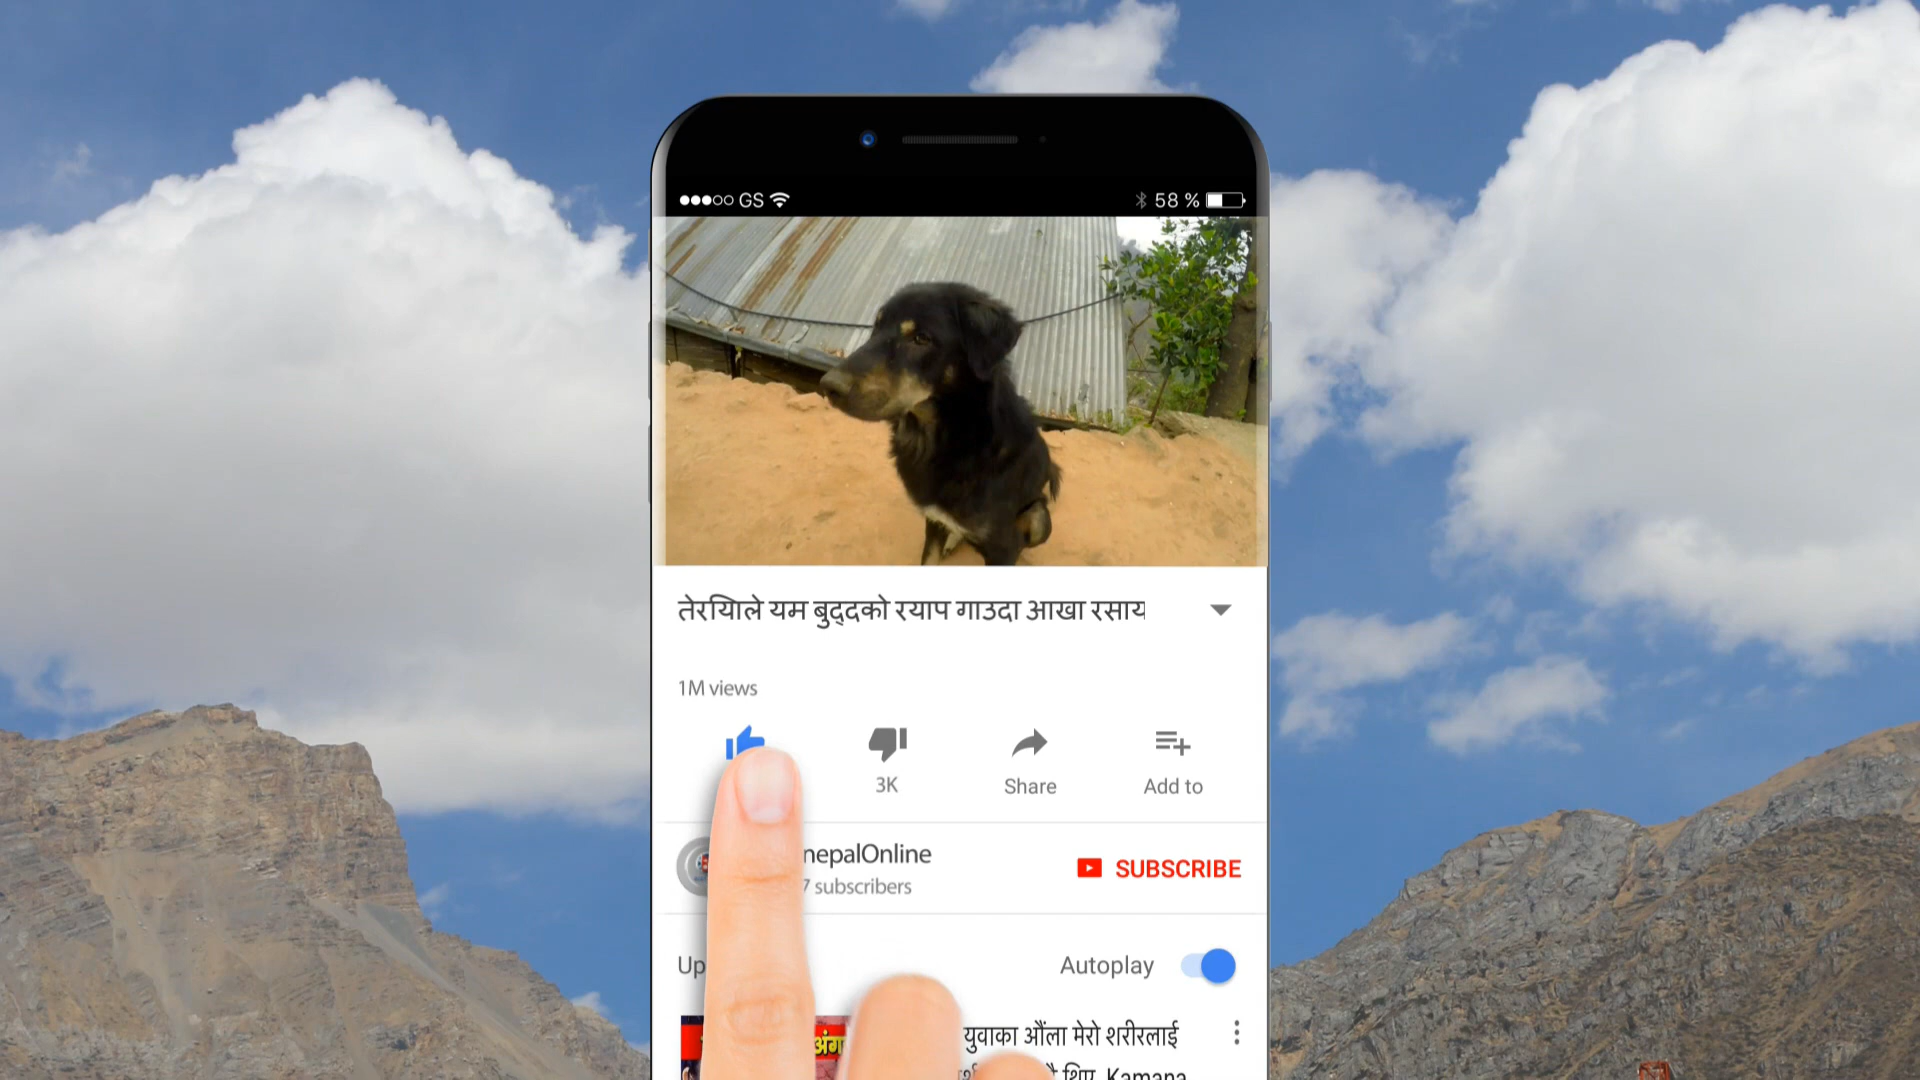 GS 58 %
तेरयािले यम बुद्दको रयाप गाउदा आखा रसाय
1M views
3K Share Add to
nepalOnline
7 subscribers
SUBSCRIBE
Up Autoplay
अंग
युवाका औंला मेरो शरीरलाई
थिए Kamana